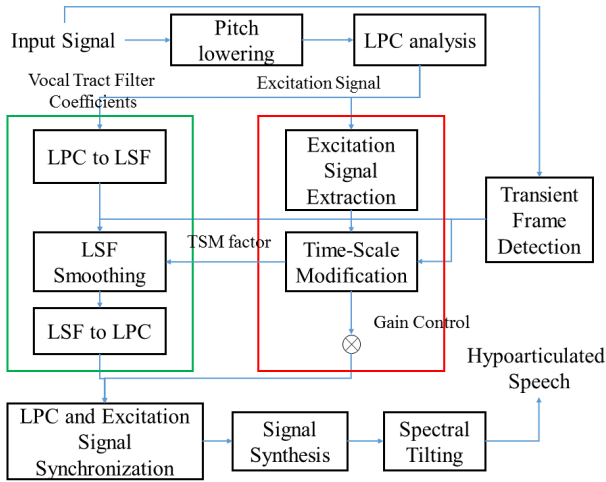 Input Signal
Pitch
lowering
LPC analysis
Vocal Tract Filter
Coefficients
Excitation Signal
LPC to LSF
Excitation
Signal
Extraction
Transient
Frame
Detection
LSF
Smoothing
TSM factor
Time-Scale
Modification
LSF to LPC
Gain Control
Hypoarticulated
Speech
LPC and Excitation
Signal
Synchronization
Signal
Synthesis
Spectral
Tilting